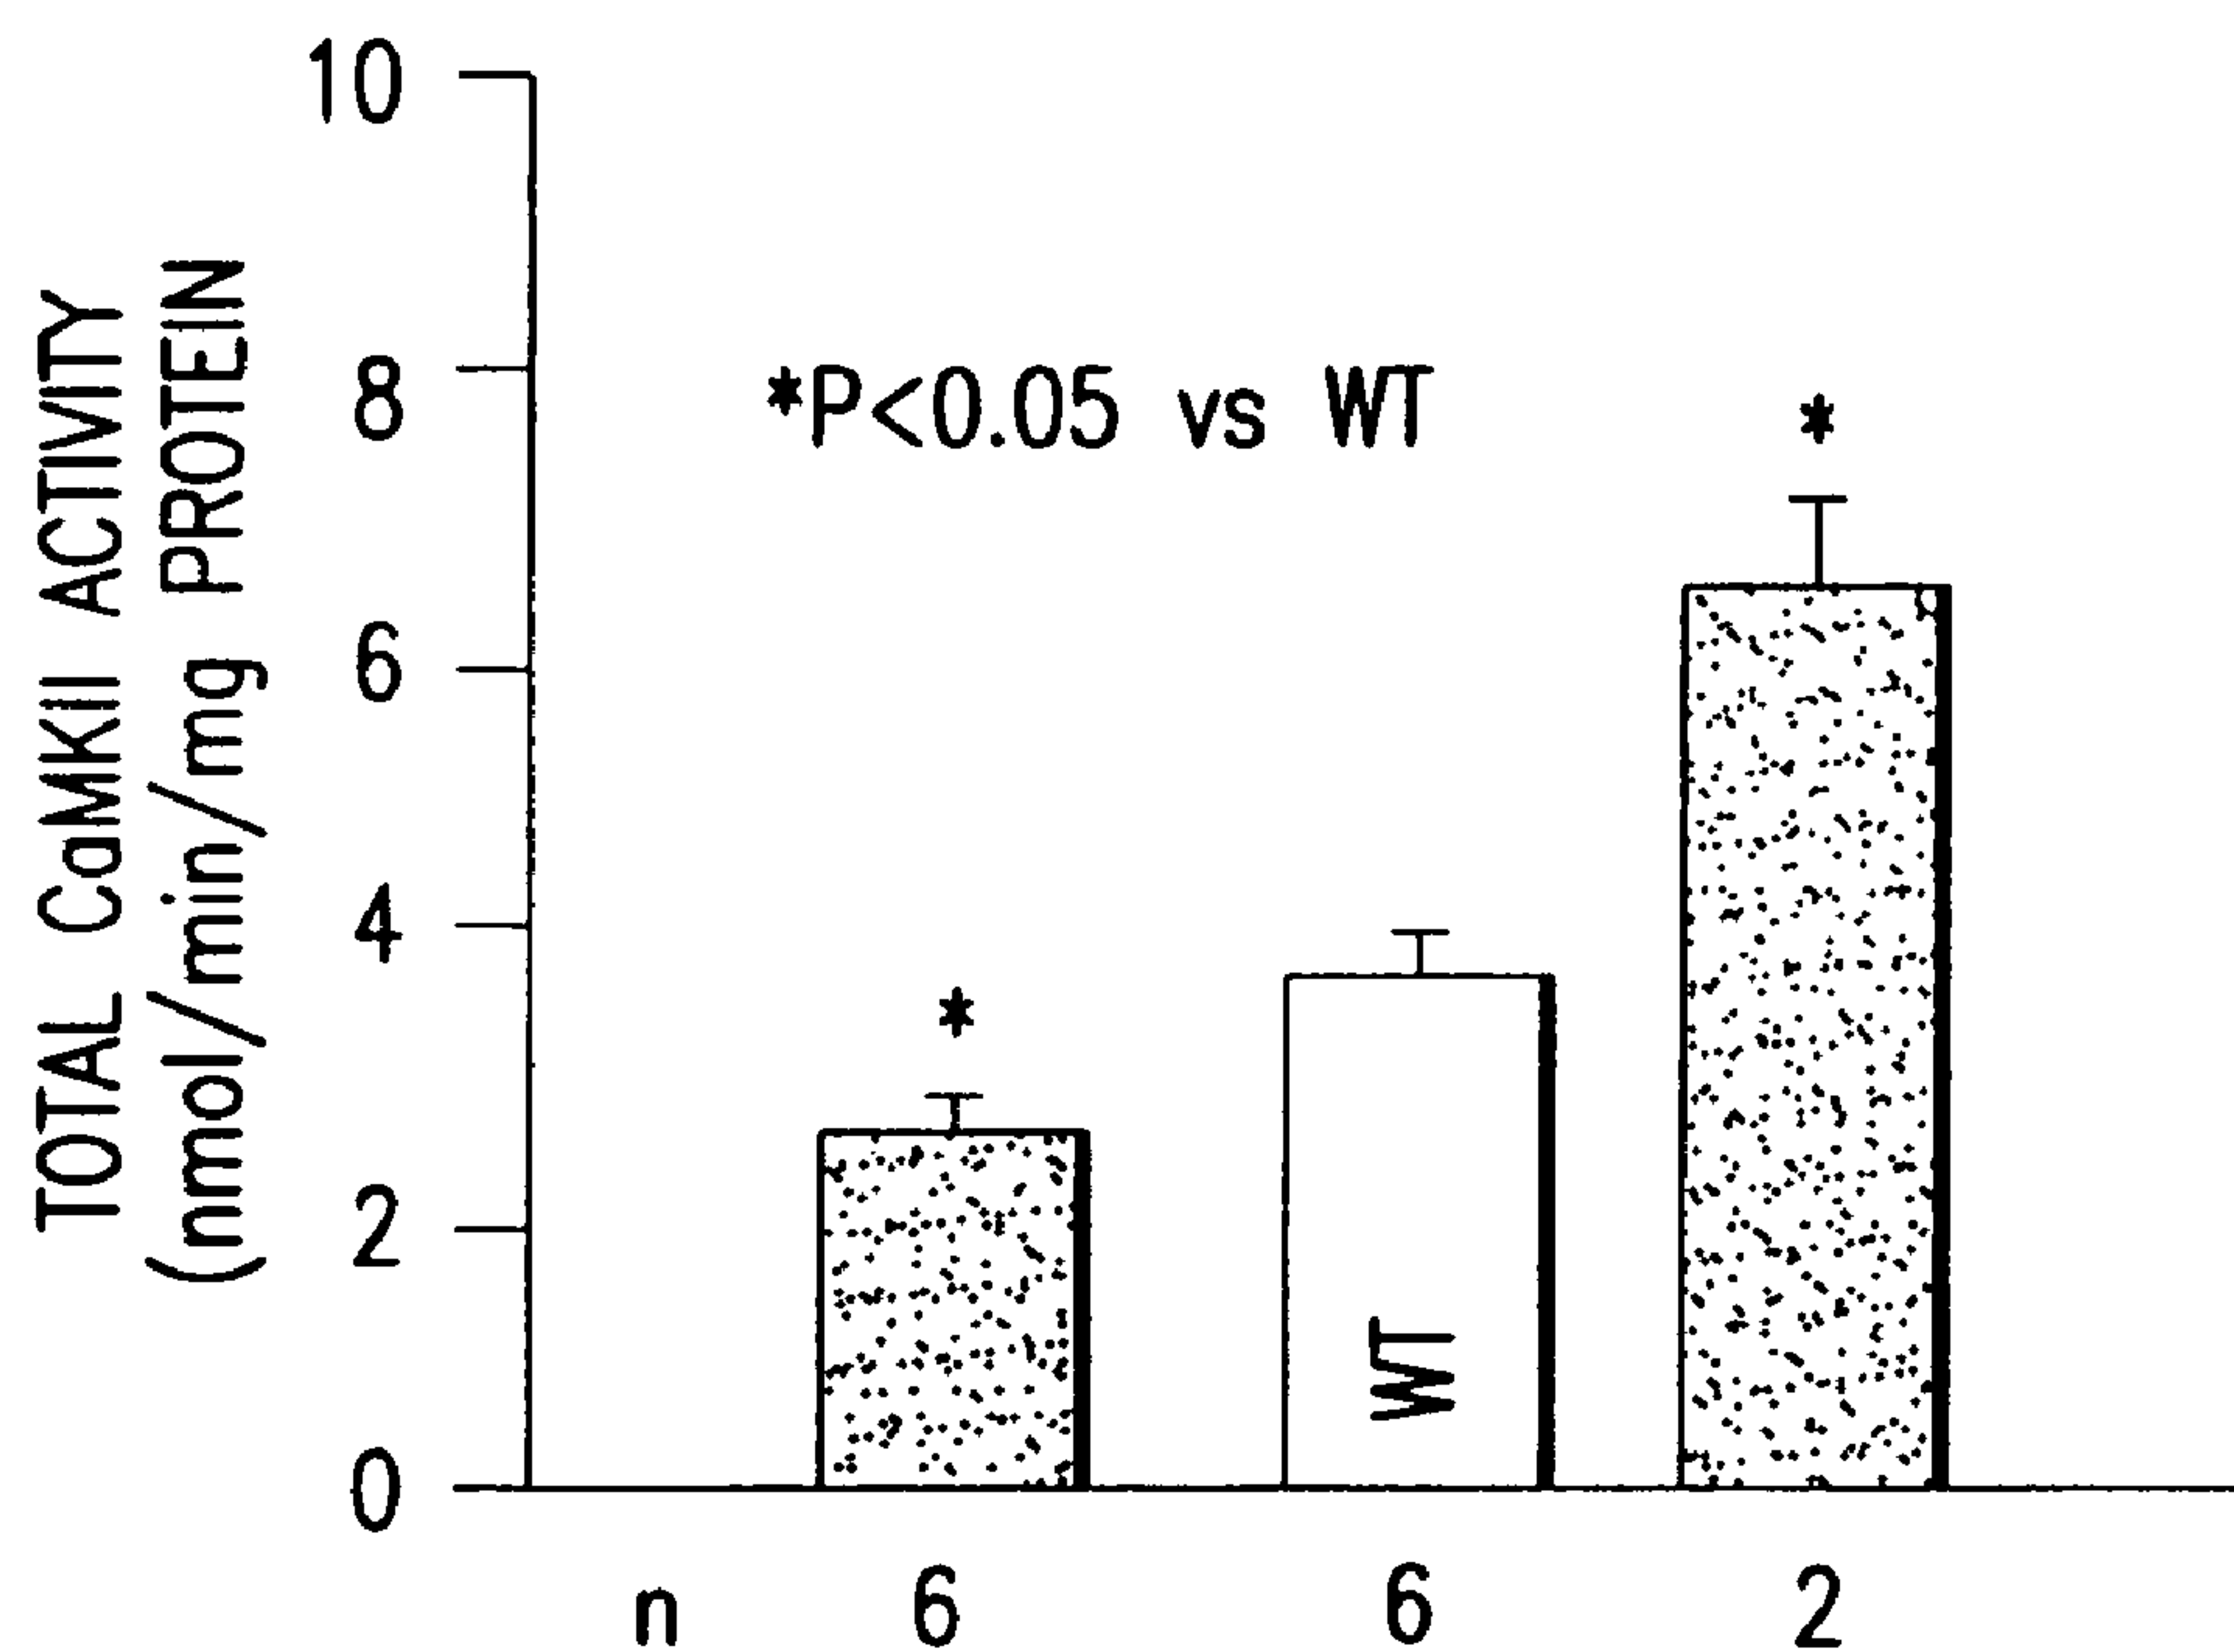 TOTAL CaMKII ACTIVITY
(nmol/min/mg PROTEIN
10
8
6
4
2
0
*P<0.05 vs WT
*
*
WT
n 6 6 2